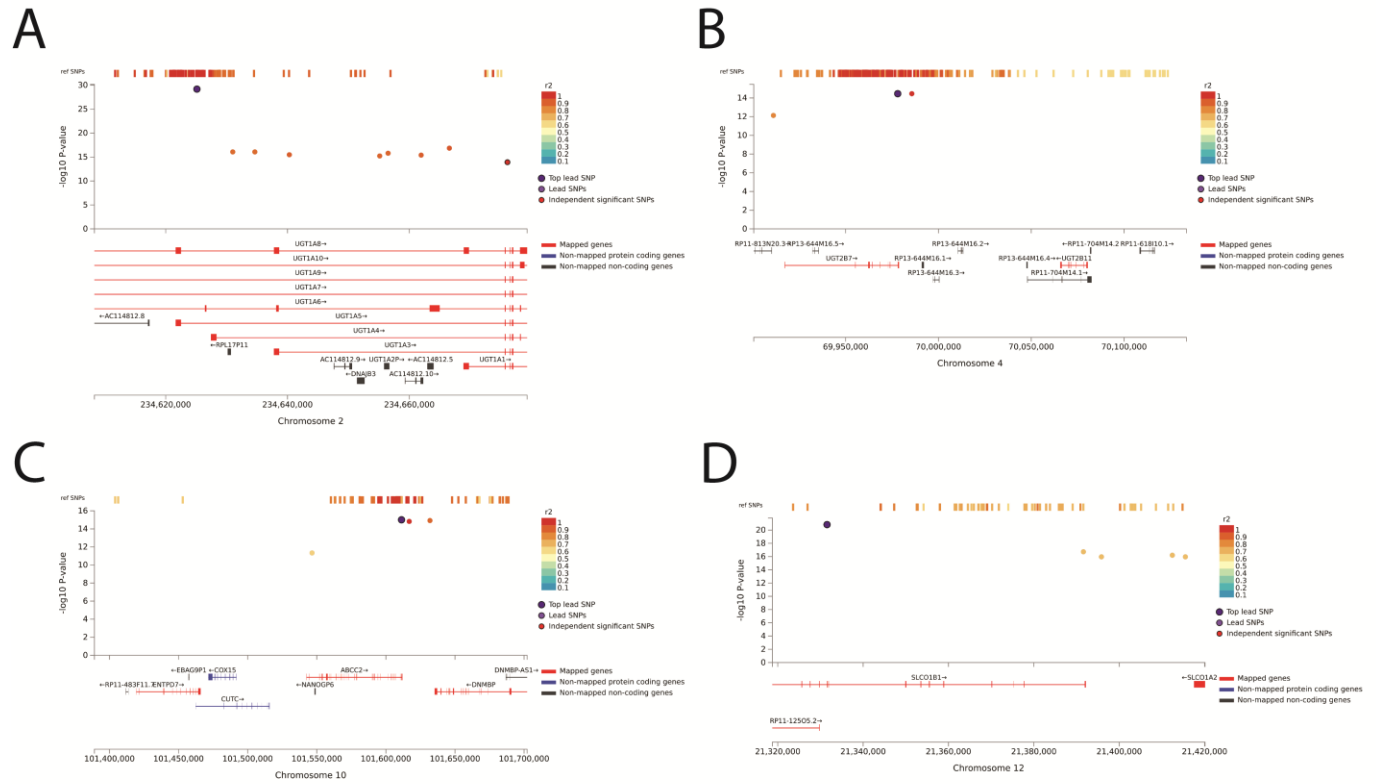 A
ref SNPs
30
25
20
15
10
5
0
-log10 P-value
r2
1
0.9
0.8
0.7
0.6
0.5
0.4
0.3
0.2
0.1
Top lead SNP
Lead SNPs
Independent significant SNPs
UGT1A8→
UGT1A10→
UGT1A9→
UGT1A7→
UGT1A6→
←AC114812.8
UGT1A5→
UGT1A4→
←RPL17P11
UGT1A3→
AC114812.9→
UGT1A2P→
←AC114812.5
UGT1A1→
←DNAJB3
AC114812.10→
Mapped genes
Non-mapped protein coding genes
Non-mapped non-coding genes
234,620,000
234,640,000
234,660,000
Chromosome 2
B
ref SNPs
14
12
10
8
6
4
2
0
-log10 P-value
r2
1
0.9
0.8
0.7
0.6
0.5
0.4
0.3
0.2
0.1
Top lead SNP
Lead SNPs
Independent significant SNPs
RP11-813N20.3→
RP13-644M16.5→
RP13-644M16.2→
←RP11-704M14.2
RP11-618I10.1→
UGT2B7→
RP13-644M16.1→
RP13-644M16.4→
←UGT2B11
RP13-644M16.3→
RP11-704M14.1→
Mapped genes
Non-mapped protein coding genes
Non-mapped non-coding genes
69,950,000
70,000,000
70,050,000
70,100,000
Chromosome 4
C
ref SNPs
16
14
12
10
8
6
4
2
0
-log10 P-value
r2
1
0.9
0.8
0.7
0.6
0.5
0.4
0.3
0.2
0.1
Top lead SNP
Lead SNPs
Independent significant SNPs
←EBAG9P1
←COX15
ABCC2→
DNMBP-AS1→
←RP11-483F11.7
ENTPD7→
←NANOGP6
←DNMBP
CUTC→
Mapped genes
Non-mapped protein coding genes
Non-mapped non-coding genes
101,400,000
101,450,000
101,500,000
101,550,000
101,600,000
101,650,000
101,700,000
Chromosome 10
D
ref SNPs
20
18
16
14
12
10
8
6
4
2
0
-log10 P-value
r2
1
0.9
0.8
0.7
0.6
0.5
0.4
0.3
0.2
0.1
Top lead SNP
Lead SNPs
Independent significant SNPs
SLCO1B1→
←SLCO1A2
RP11-125O5.2→
Mapped genes
Non-mapped protein coding genes
Non-mapped non-coding genes
21,320,000
21,340,000
21,360,000
21,380,000
21,400,000
21,420,000
Chromosome 12